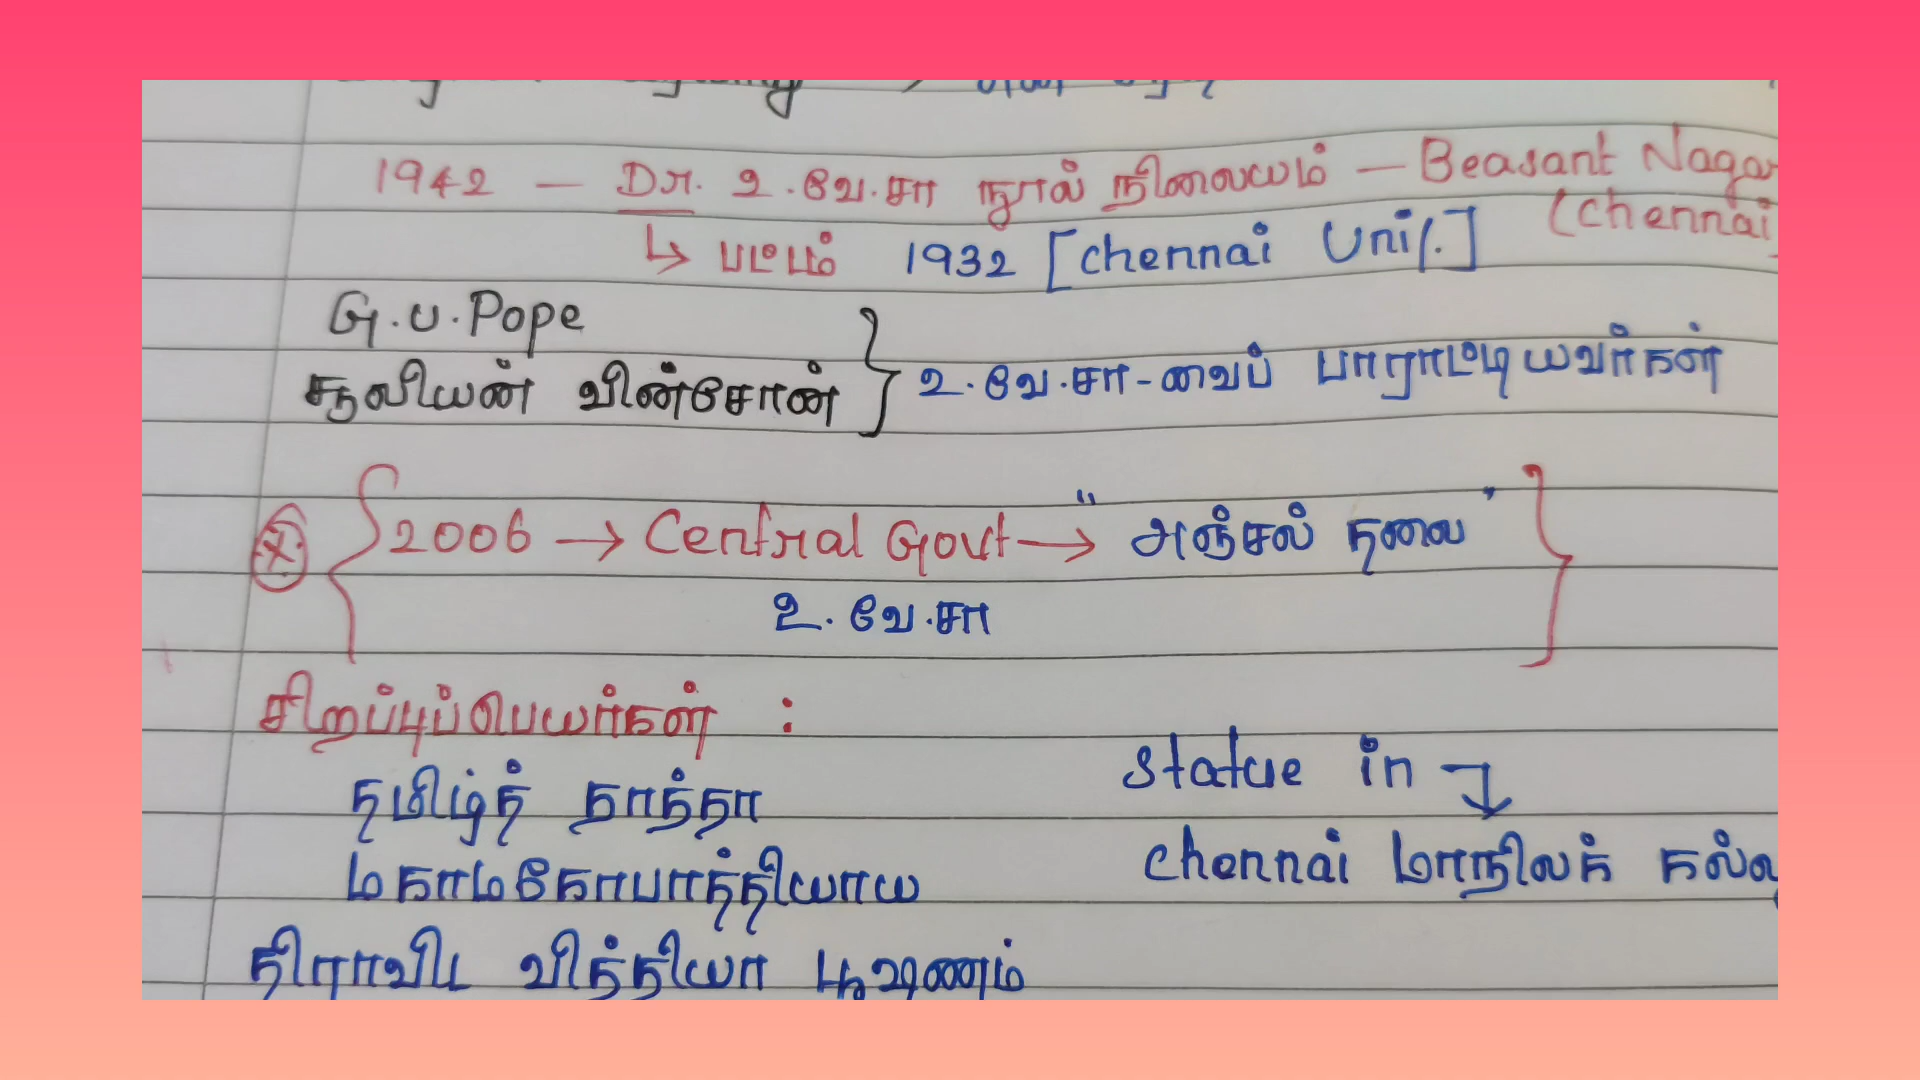 1942 — Dr. உ.வே.சா நூல் நிலையம் — Beasant Nagar
(Chennai
↳ பட்டம் 1932 [Chennai Uni/.]
G.U.Pope
சூலியன் வின்சோன் } உ.வே.சா-வைப் பாராட்டியவர்கள்
2006 → Central Govt → "அஞ்சல் தலை"
உ.வே.சா
சிறப்புப்பெயர்கள் :
தமிழ்த் தாத்தா
Statue in
மகாமகோபாத்தியாய
Chennai மாநிலக்
திராவிட வித்தியா பூஷணம்